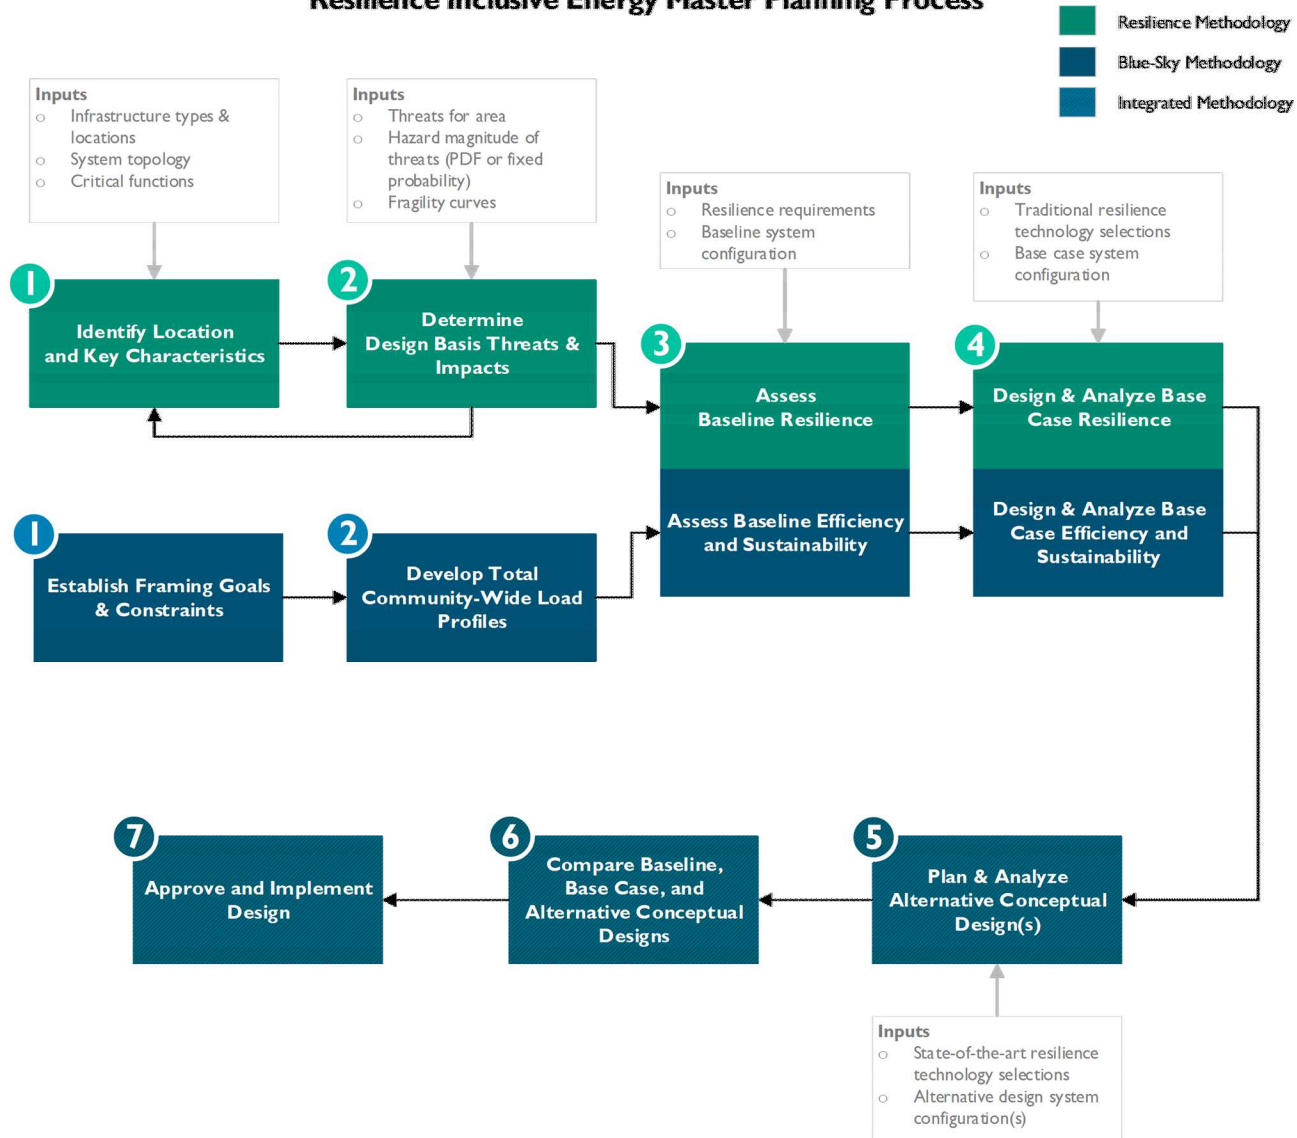 Resilience Inclusive Energy Master Planning Process
Resilience Methodology
Blue-Sky Methodology
Integrated Methodology
Inputs
o Infrastructure types &
locations
o System topology
o Critical functions
Inputs
o Threats for area
o Hazard magnitude of
threats (PDF or fixed
probability)
o Fragility curves
Inputs
o Resilience requirements
o Baseline system
configuration
Inputs
o Traditional resilience
technology selections
o Base case system
configuration
1
Identify Location
and Key Characteristics
2
Determine
Design Basis Threats &
Impacts
3
Assess
Baseline Resilience
4
Design & Analyze Base
Case Resilience
1
Establish Framing Goals
& Constraints
2
Develop Total
Community-Wide Load
Profiles
Assess Baseline Efficiency
and Sustainability
Design & Analyze Base
Case Efficiency and
Sustainability
7
Approve and Implement
Design
6
Compare Baseline,
Base Case, and
Alternative Conceptual
Designs
5
Plan & Analyze
Alternative Conceptual
Design(s)
Inputs
o State-of-the-art resilience
technology selections
o Alternative design system
configuration(s)